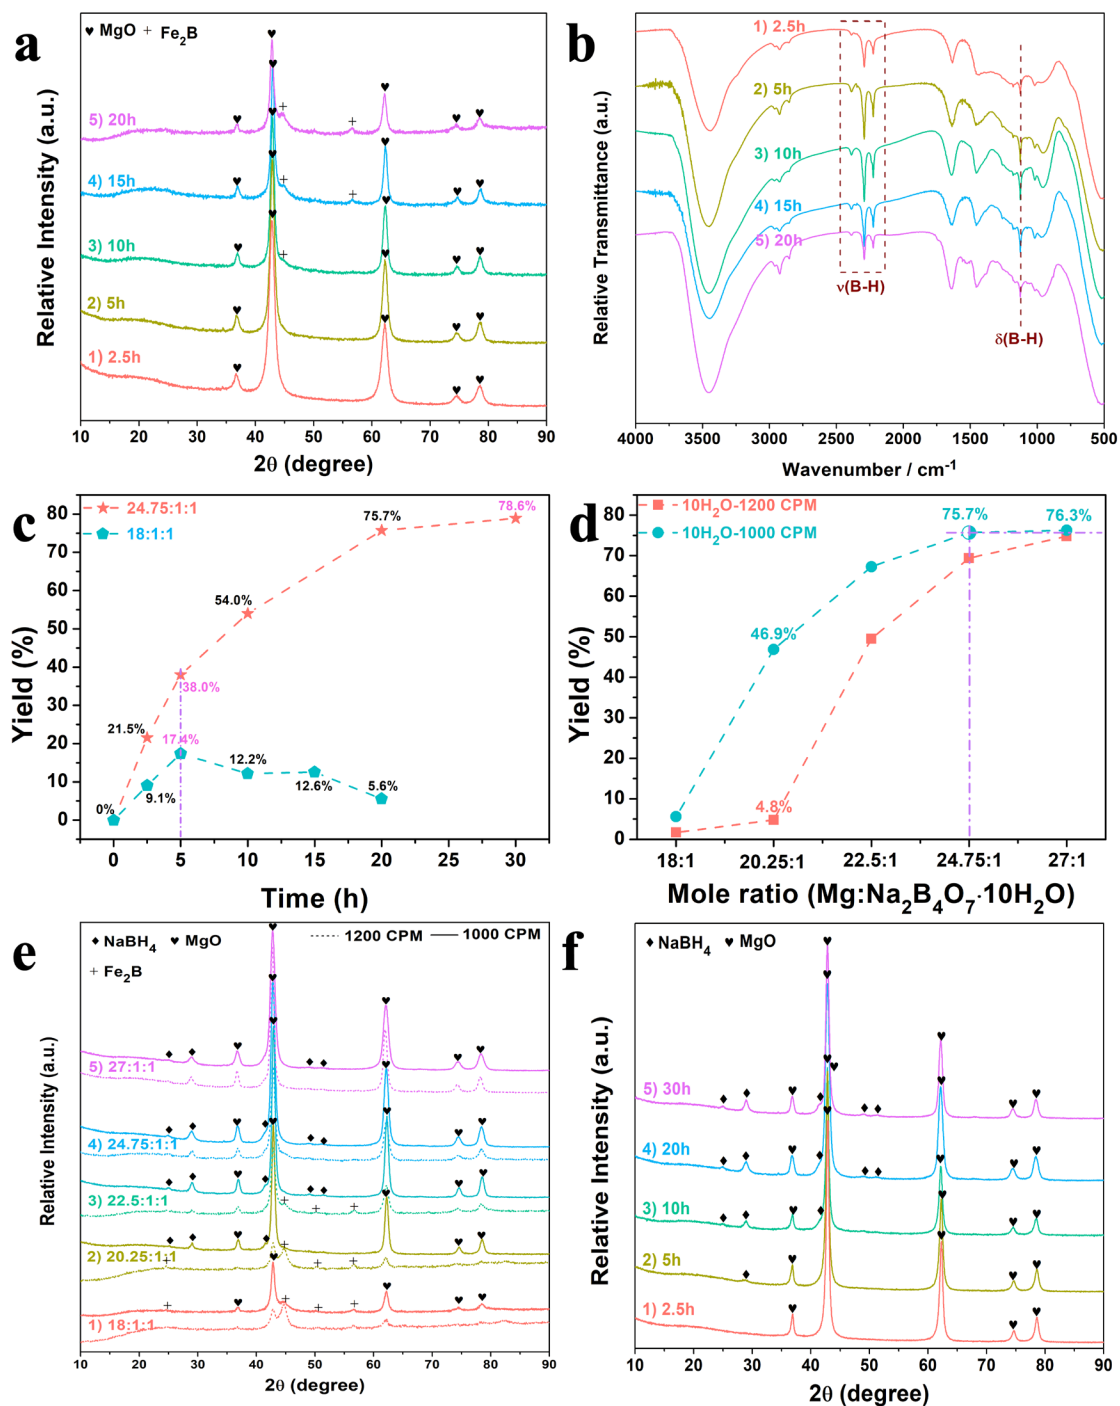 a
♥ MgO + Fe2B
5) 20h
4) 15h
3) 10h
2) 5h
1) 2.5h
Relative Intensity (a.u.)
10 20 30 40 50 60 70 80 90
2θ (degree)
b
1) 2.5h
2) 5h
3) 10h
4) 15h
5) 20h
ν(B-H)
δ(B-H)
Relative Transmittance (a.u.)
4000 3500 3000 2500 2000 1500 1000 500
Wavenumber / cm-1
c
24.75:1:1
18:1:1
78.6%
75.7%
54.0%
38.0%
21.5%
17.4%
12.2%
12.6%
9.1%
5.6%
0%
Yield (%)
80
70
60
50
40
30
20
10
0
0 5 10 15 20 25 30
Time (h)
d
10H2O-1200 CPM
10H2O-1000 CPM
75.7%
76.3%
46.9%
4.8%
Yield (%)
80
70
60
50
40
30
20
10
0
18:1 20.25:1 22.5:1 24.75:1 27:1
Mole ratio (Mg:Na2B4O7·10H2O)
e
♦ NaBH4 ♥ MgO
+ Fe2B
1200 CPM 1000 CPM
5) 27:1:1
4) 24.75:1:1
3) 22.5:1:1
2) 20.25:1:1
1) 18:1:1
Relative Intensity (a.u.)
10 20 30 40 50 60 70 80 90
2θ (degree)
f
♦ NaBH4 ♥ MgO
5) 30h
4) 20h
3) 10h
2) 5h
1) 2.5h
Relative Intensity (a.u.)
10 20 30 40 50 60 70 80 90
2θ (degree)